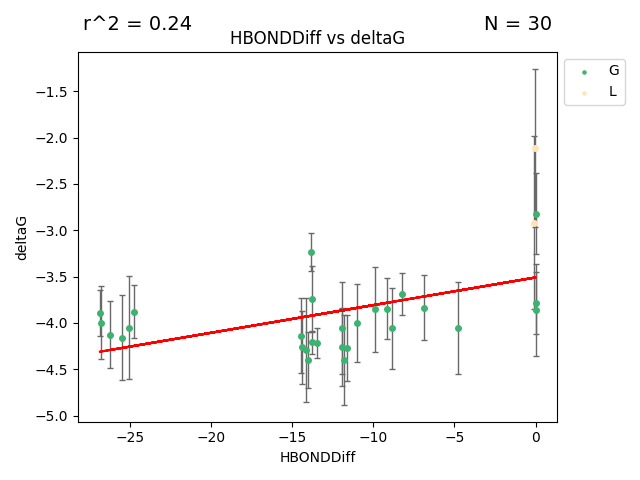 r^2 = 0.24
N = 30
HBONDDiff vs deltaG
G
L
−1.5
−2.0
−2.5
−3.0
−3.5
−4.0
−4.5
−5.0
deltaG
−25
−20
−15
−10
−5
0
HBONDDiff